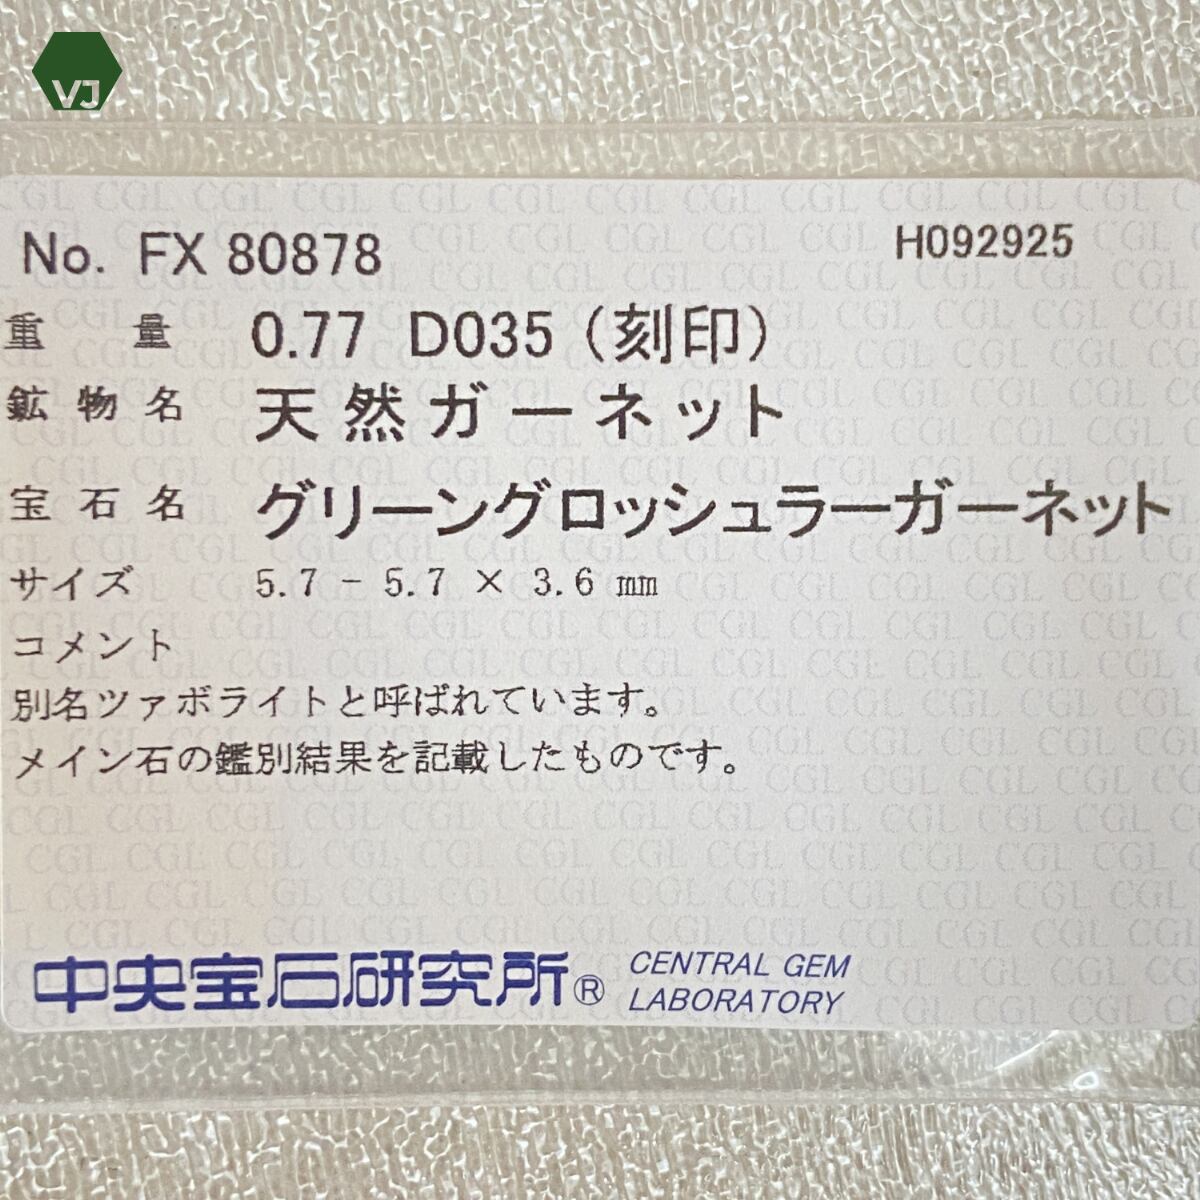 VJ
No. FX 80878 H092925
重量 0.77 D035 (刻印)
鉱物名 天然ガーネット
宝石名 グリーングロッシュラーガーネット
サイズ 5.7 - 5.7 × 3.6 mm
コメント
別名ツァボライトと呼ばれています。
メイン石の鑑別結果を記載したものです。
中央宝石研究所® CENTRAL GEM
LABORATORY